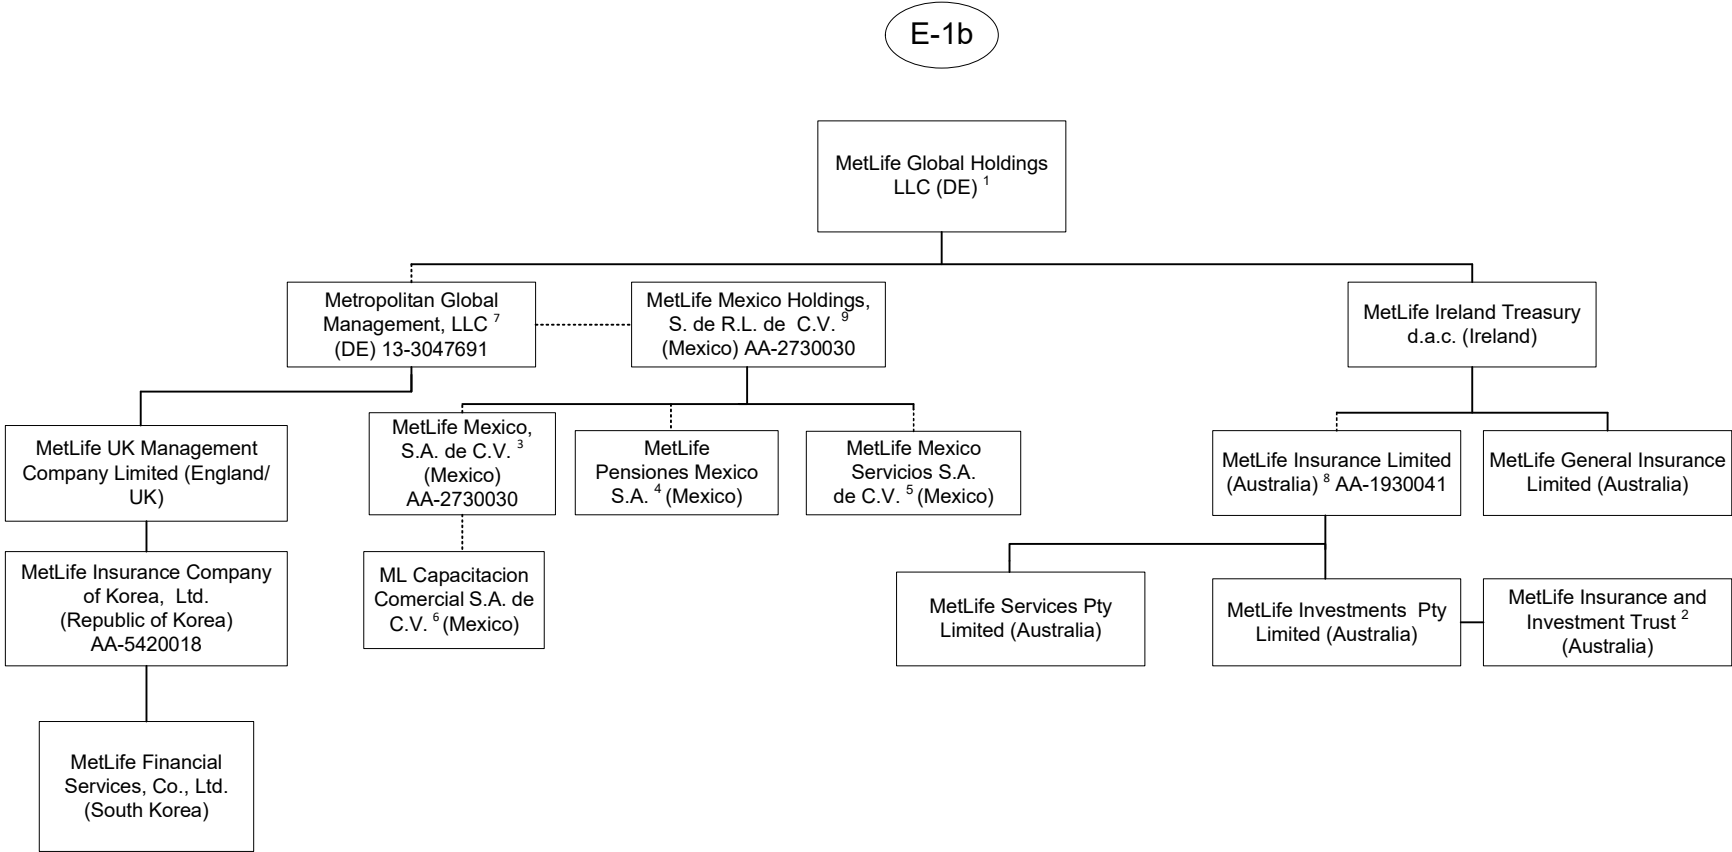 E-1b
MetLife Global Holdings
LLC (DE) 1
Metropolitan Global
Management, LLC 7
(DE) 13-3047691
MetLife Mexico Holdings,
S. de R.L. de C.V. 9
(Mexico) AA-2730030
MetLife Ireland Treasury
d.a.c. (Ireland)
MetLife UK Management
Company Limited (England/
UK)
MetLife Mexico,
S.A. de C.V. 3
(Mexico)
AA-2730030
MetLife
Pensiones Mexico
S.A. 4 (Mexico)
MetLife Mexico
Servicios S.A.
de C.V. 5 (Mexico)
MetLife Insurance Limited
(Australia) 8 AA-1930041
MetLife General Insurance
Limited (Australia)
MetLife Insurance Company
of Korea, Ltd.
(Republic of Korea)
AA-5420018
ML Capacitacion
Comercial S.A. de
C.V. 6 (Mexico)
MetLife Services Pty
Limited (Australia)
MetLife Investments Pty
Limited (Australia)
MetLife Insurance and
Investment Trust 2
(Australia)
MetLife Financial
Services, Co., Ltd.
(South Korea)